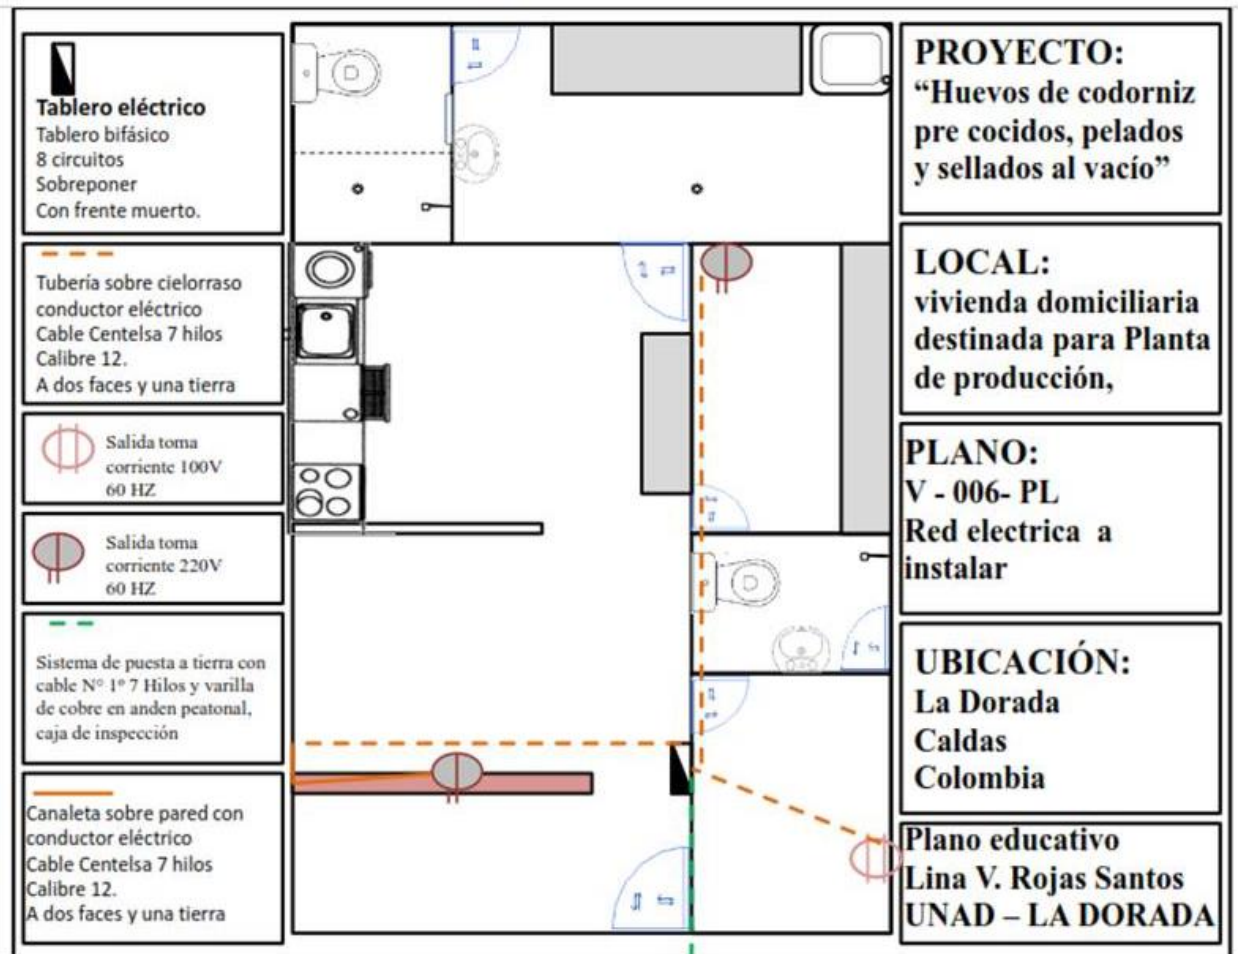 Tablero eléctrico
Tablero bifásico
8 circuitos
Sobreponer
Con frente muerto.
Tubería sobre cielorraso
conductor eléctrico
Cable Centelsa 7 hilos
Calibre 12.
A dos faces y una tierra
Salida toma
corriente 100V
60 HZ
Salida toma
corriente 220V
60 HZ
Sistema de puesta a tierra con
cable N° 1º 7 Hilos y varilla
de cobre en anden peatonal,
caja de inspección
Canaleta sobre pared con
conductor eléctrico
Cable Centelsa 7 hilos
Calibre 12.
A dos faces y una tierra
PROYECTO:
“Huevos de codorniz
pre cocidos, pelados
y sellados al vacío”
LOCAL:
vivienda domiciliaria
destinada para Planta
de producción,
PLANO:
V - 006- PL
Red electrica a
instalar
UBICACIÓN:
La Dorada
Caldas
Colombia
Plano educativo
Lina V. Rojas Santos
UNAD – LA DORADA